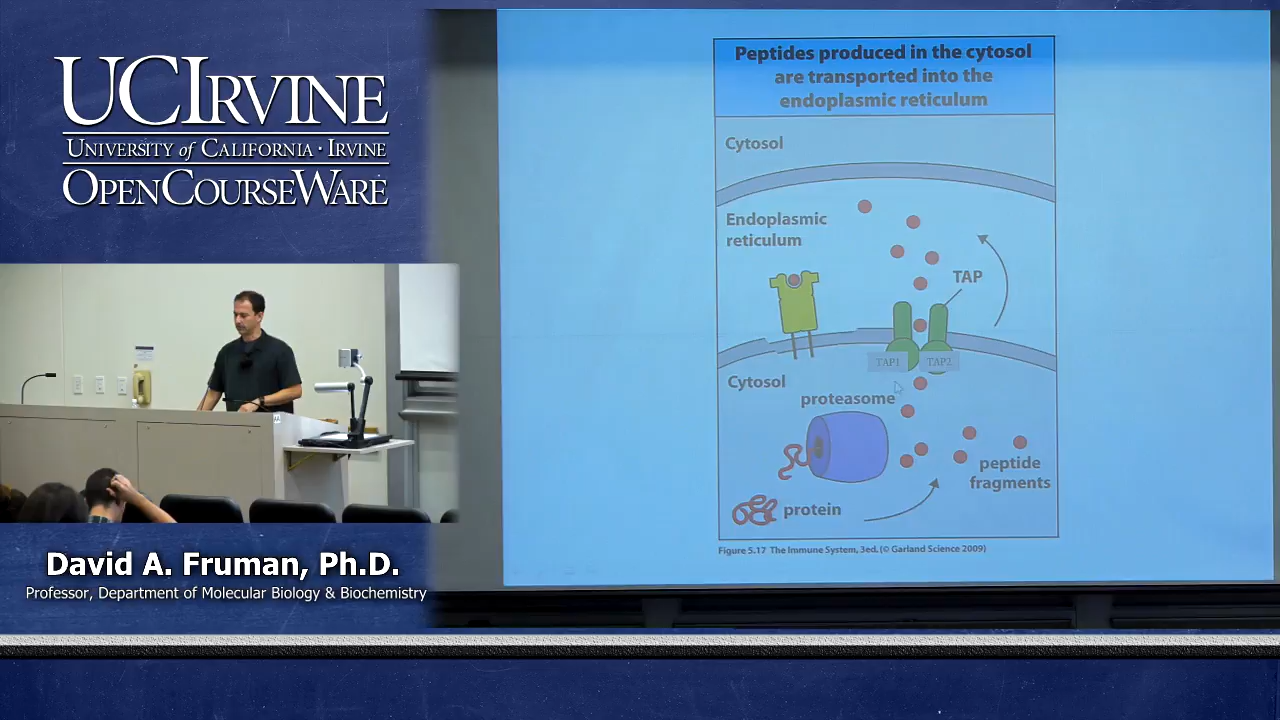 UCIRVINE
UNIVERSITY of CALIFORNIA · IRVINE
OPENCOURSEWARE
David A. Fruman, Ph.D.
Professor, Department of Molecular Biology & Biochemistry
Peptides produced in the cytosol
are transported into the
endoplasmic reticulum
Cytosol
Endoplasmic
reticulum
TAP
TAP1
TAP2
Cytosol
proteasome
peptide
fragments
protein
Figure 5.17 The Immune System, 3ed. (© Garland Science 2009)